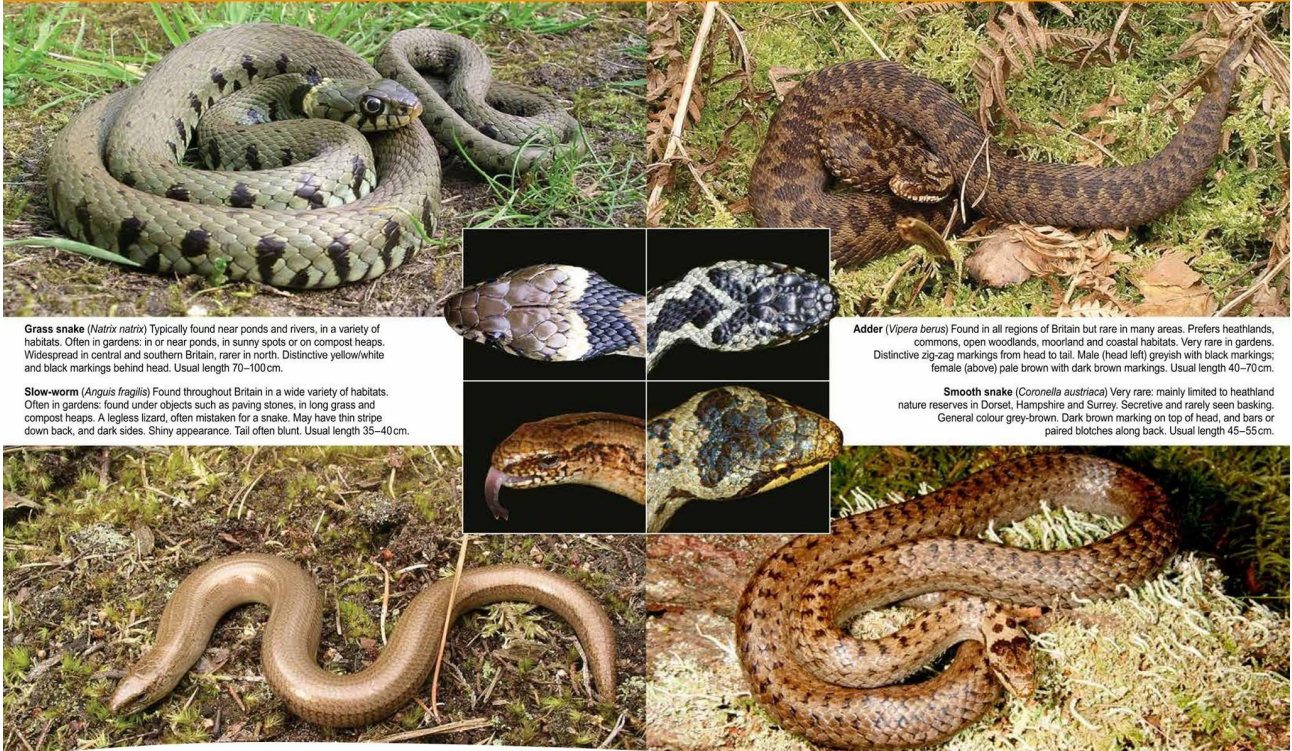 Grass snake (Natrix natrix) Typically found near ponds and rivers, in a variety of
habitats. Often in gardens: in or near ponds, in sunny spots or on compost heaps.
Widespread in central and southern Britain, rarer in north. Distinctive yellow/white
and black markings behind head. Usual length 70–100cm.
Slow-worm (Anguis fragilis) Found throughout Britain in a wide variety of habitats.
Often in gardens: found under objects such as paving stones, in long grass and
compost heaps. A legless lizard, often mistaken for a snake. May have thin stripe
down back, and dark sides. Shiny appearance. Tail often blunt. Usual length 35–40cm.
Adder (Vipera berus) Found in all regions of Britain but rare in many areas. Prefers heathlands,
commons, open woodlands, moorland and coastal habitats. Very rare in gardens.
Distinctive zig-zag markings from head to tail. Male (head left) greyish with black markings;
female (above) pale brown with dark brown markings. Usual length 40–70cm.
Smooth snake (Coronella austriaca) Very rare: mainly limited to heathland
nature reserves in Dorset, Hampshire and Surrey. Secretive and rarely seen basking.
General colour grey-brown. Dark brown marking on top of head, and bars or
paired blotches along back. Usual length 45–55cm.